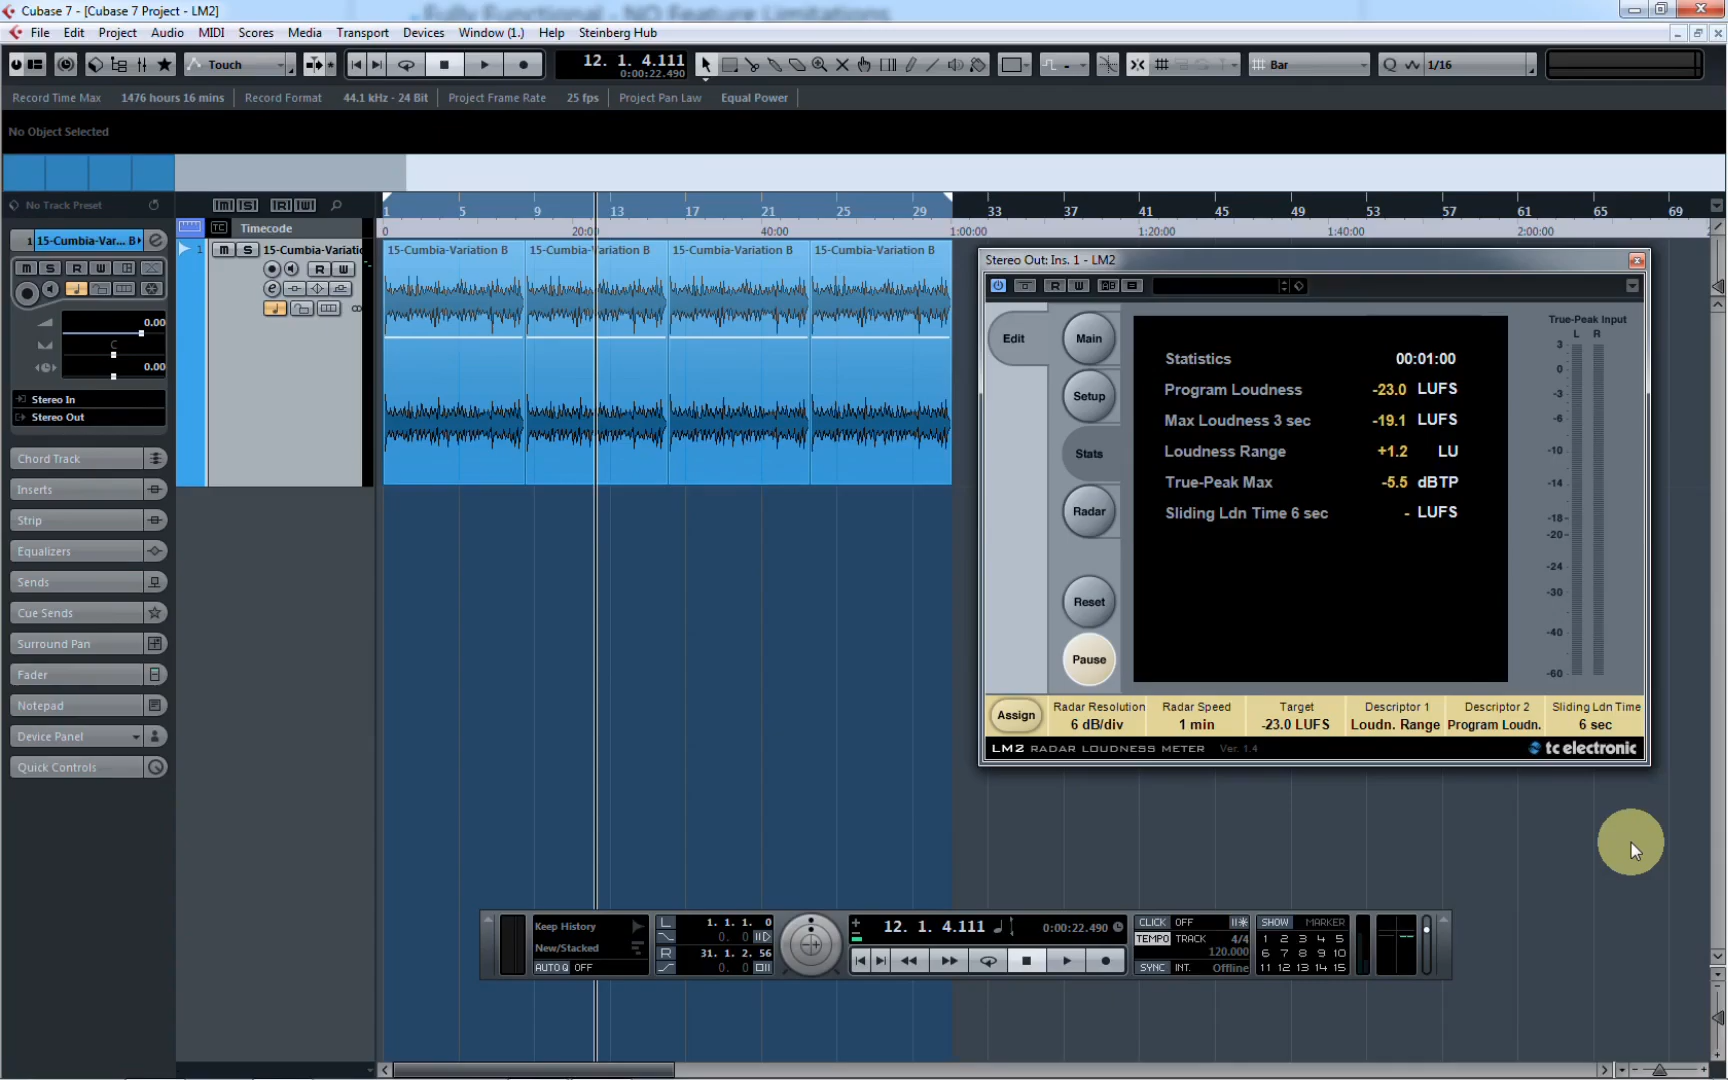 Cubase 7 - [Cubase 7 Project - LM2]
Fully Functional - NO Feature Limitations
File Edit Project Audio MIDI Scores Media Transport Devices Window (1.) Help Steinberg Hub
Touch
12. 1. 4.111
0:00:22.490
Bar
Q
1/16
Record Time Max 1476 hours 16 mins Record Format 44.1 kHz - 24 Bit Project Frame Rate 25 fps Project Pan Law Equal Power
No Object Selected
No Track Preset
[M] [S] [R] [W]
1 5 9 13 17 21 25 29 33 37 41 45 49 53 57 61 65 69
TC Timecode
0 20:00 40:00 1:00:00 1:20:00 1:40:00 2:00:00
1 15-Cumbia-Var... B
M S R W
0.00
C
0.00
Stereo In
Stereo Out
Chord Track
Inserts
Strip
Equalizers
Sends
Cue Sends
Surround Pan
Fader
Notepad
Device Panel
Quick Controls
1 M S 15-Cumbia-Variatio
R W
e
15-Cumbia-Variation B 15-Cumbia-Variation B 15-Cumbia-Variation B 15-Cumbia-Variation B
Stereo Out: Ins. 1 - LM2
R W
Edit
Main
Setup
Stats
Radar
Reset
Pause
Statistics 00:01:00
Program Loudness -23.0 LUFS
Max Loudness 3 sec -19.1 LUFS
Loudness Range +1.2 LU
True-Peak Max -5.5 dBTP
Sliding Ldn Time 6 sec - LUFS
True-Peak Input
L R
3
0
-3
-6
-10
-14
-18
-20
-24
-30
-40
-60
Assign
Radar Resolution Radar Speed Target Descriptor 1 Descriptor 2 Sliding Ldn Time
6 dB/div 1 min -23.0 LUFS Loudn. Range Program Loudn. 6 sec
LM2 RADAR LOUDNESS METER Ver. 1.4
tc electronic
Keep History
New/Stacked
AUTO Q OFF
L 1. 1. 1. 0
0. 0
R 31. 1. 2. 56
0. 0
12. 1. 4.111
0:00:22.490
CLICK OFF
TEMPO TRACK 4/4
120.000
SYNC INT. Offline
SHOW MARKER
1 2 3 4 5
6 7 8 9 10
11 12 13 14 15